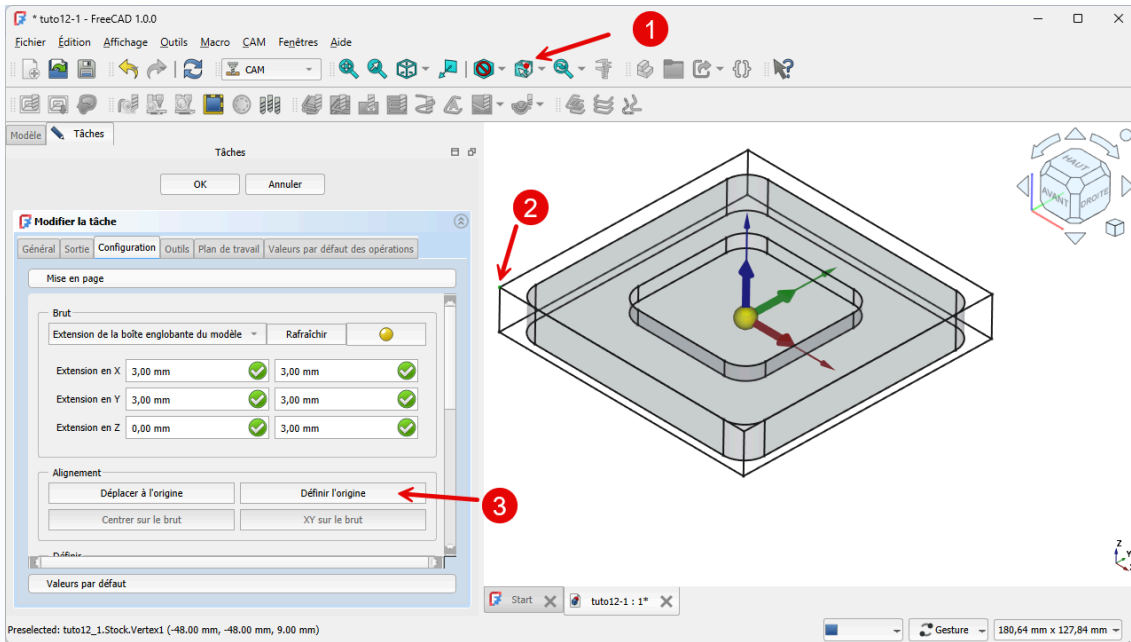 * tuto12-1 - FreeCAD 1.0.0
Fichier Édition Affichage Outils Macro CAM Fenêtres Aide
1
CAM
Modèle Tâches
Tâches
OK Annuler
Modifier la tâche
Général Sortie Configuration Outils Plan de travail Valeurs par défaut des opérations
Mise en page
Brut
Extension de la boîte englobante du modèle Rafraîchir
Extension en X 3,00 mm 3,00 mm
Extension en Y 3,00 mm 3,00 mm
Extension en Z 0,00 mm 3,00 mm
Alignement
Déplacer à l'origine Définir l'origine
Centrer sur le brut XY sur le brut
Définir
Valeurs par défaut
2
3
HAUT
AVANT DROITE
Z
Y
Start tuto12-1 : 1*
Preselected: tuto12_1.Stock.Vertex1 (-48.00 mm, -48.00 mm, 9.00 mm) Gesture 180,64 mm x 127,84 mm